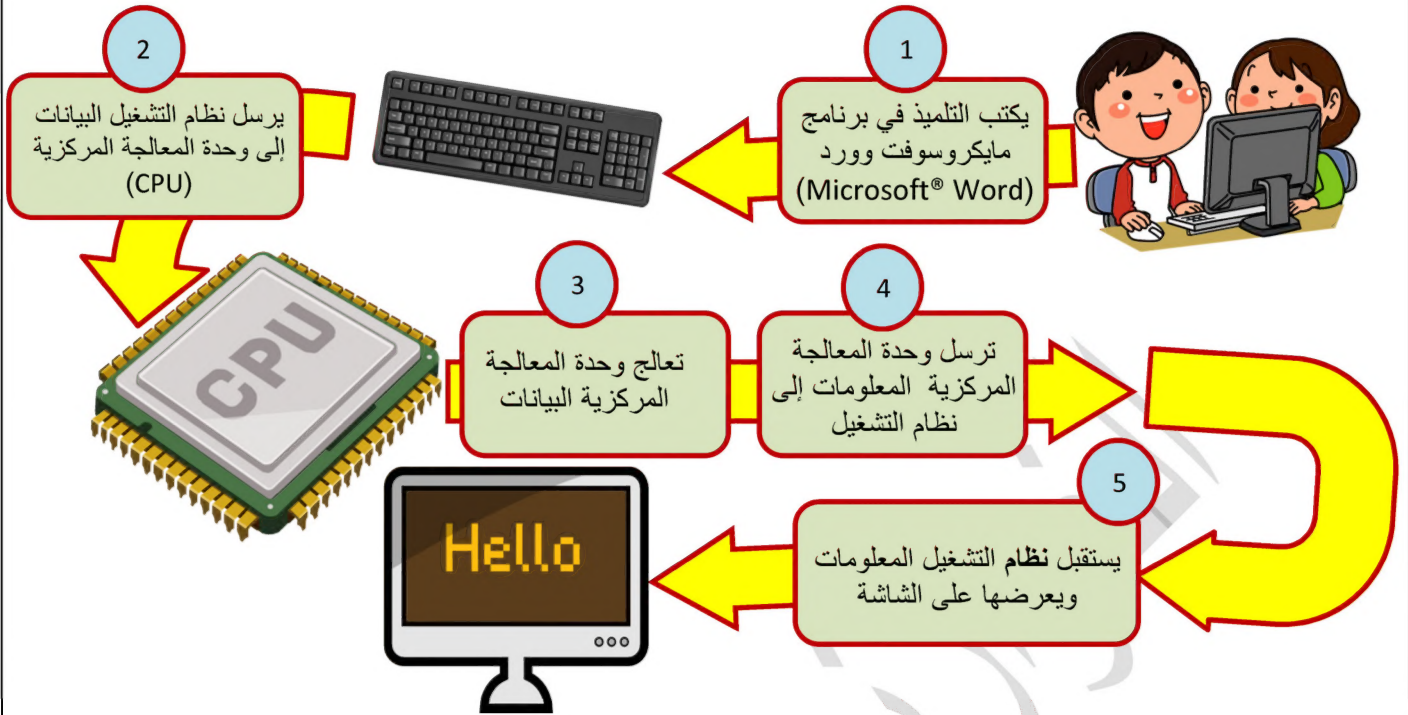 1
يكتب التلميذ في برنامج
مايكروسوفت وورد
(Microsoft® Word)
2
يرسل نظام التشغيل البيانات
إلى وحدة المعالجة المركزية
(CPU)
CPU
3
تعالج وحدة المعالجة
المركزية البيانات
4
ترسل وحدة المعالجة
المركزية المعلومات إلى
نظام التشغيل
5
يستقبل نظام التشغيل المعلومات
ويعرضها على الشاشة
Hello